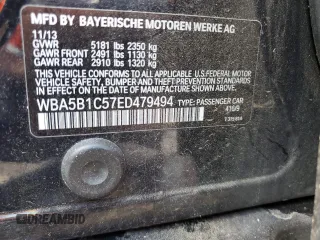 MFD BY BAYERISCHE MOTOREN WERKE AG
11/13
GVWR 5181 lbs 2350 kg
GAWR FRONT 2491 lbs 1130 kg
GAWR REAR 2910 lbs 1320 kg
THIS VEHICLE CONFORMS TO ALL APPLICABLE U.S. FEDERAL MOTOR
VEHICLE SAFETY, BUMPER, AND THEFT PREVENTION STANDARDS
IN EFFECT ON THE DATE OF MANUFACTURE SHOWN ABOVE.
WBA5B1C57ED479494 TYPE: PASSENGER CAR
416/9
DREAMBID